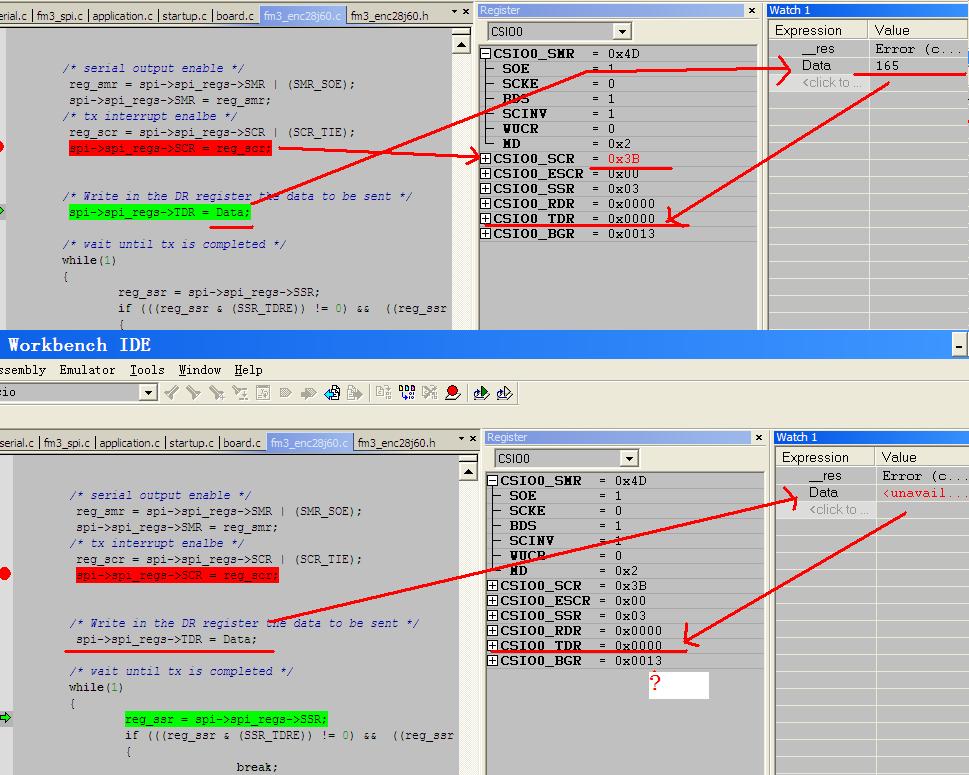 erial.c | fm3_spi.c | application.c | startup.c | board.c | fm3_enc28j60.c | fm3_enc28j60.h
Register
Watch 1
CSIO0
Expression Value
/* serial output enable */
reg_smr = spi->spi_regs->SMR | (SMR_SOE);
spi->spi_regs->SMR = reg_smr;
/* tx interrupt enalbe */
reg_scr = spi->spi_regs->SCR | (SCR_TIE);
spi->spi_regs->SCR = reg_scr;
/* Write in the DR register the data to be sent */
spi->spi_regs->TDR = Data;
/* wait until tx is completed */
while(1)
{
reg_ssr = spi->spi_regs->SSR;
if (((reg_ssr & (SSR_TDRE)) != 0) && ((reg_ssr
{
CSIO0_SMR = 0x4D
SOE = 1
SCKE = 0
BDS = 1
SCINV = 1
WUCR = 0
MD = 0x2
CSIO0_SCR = 0x3B
CSIO0_ESCR = 0x00
CSIO0_SSR = 0x03
CSIO0_RDR = 0x0000
CSIO0_TDR = 0x0000
CSIO0_BGR = 0x0013
__res Error (c...
Data 165
<click to ...
Workbench IDE
ssembly Emulator Tools Window Help
cio
serial.c | fm3_spi.c | application.c | startup.c | board.c | fm3_enc28j60.c | fm3_enc28j60.h
Register
Watch 1
CSIO0
Expression Value
/* serial output enable */
reg_smr = spi->spi_regs->SMR | (SMR_SOE);
spi->spi_regs->SMR = reg_smr;
/* tx interrupt enalbe */
reg_scr = spi->spi_regs->SCR | (SCR_TIE);
spi->spi_regs->SCR = reg_scr;
/* Write in the DR register the data to be sent */
spi->spi_regs->TDR = Data;
/* wait until tx is completed */
while(1)
{
reg_ssr = spi->spi_regs->SSR;
if (((reg_ssr & (SSR_TDRE)) != 0) && ((reg_ssr
{
break;
CSIO0_SMR = 0x4D
SOE = 1
SCKE = 0
BDS = 1
SCINV = 1
WUCR = 0
MD = 0x2
CSIO0_SCR = 0x3B
CSIO0_ESCR = 0x00
CSIO0_SSR = 0x03
CSIO0_RDR = 0x0000
CSIO0_TDR = 0x0000
CSIO0_BGR = 0x0013
?
__res Error (c...
Data <unavail...
<click to ...